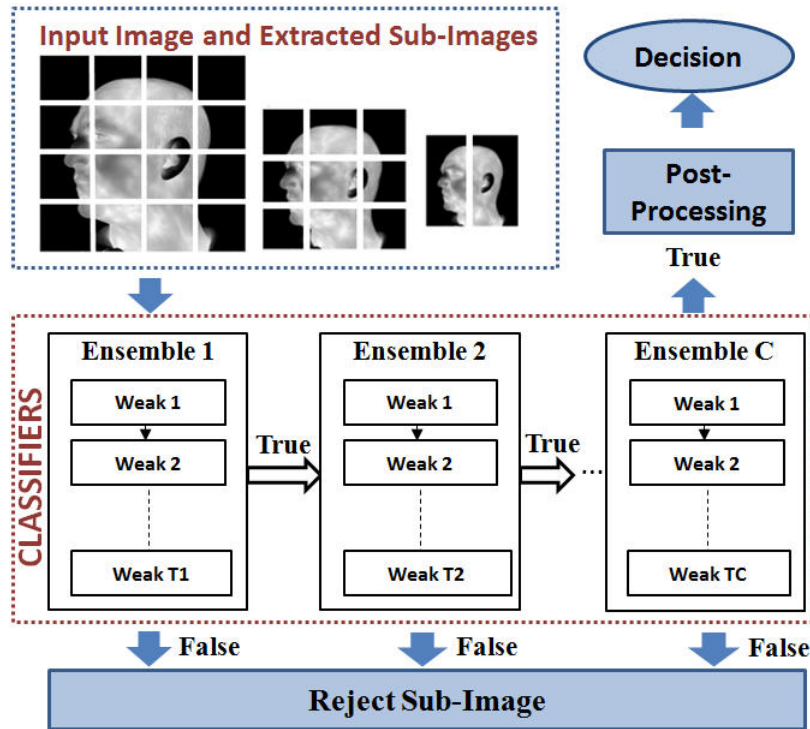 Input Image and Extracted Sub-Images
Decision
Post-
Processing
True
CLASSIFIERS
Ensemble 1
Weak 1
Weak 2
Weak T1
True
Ensemble 2
Weak 1
Weak 2
Weak T2
True
...
Ensemble C
Weak 1
Weak 2
Weak TC
False
False
False
Reject Sub-Image